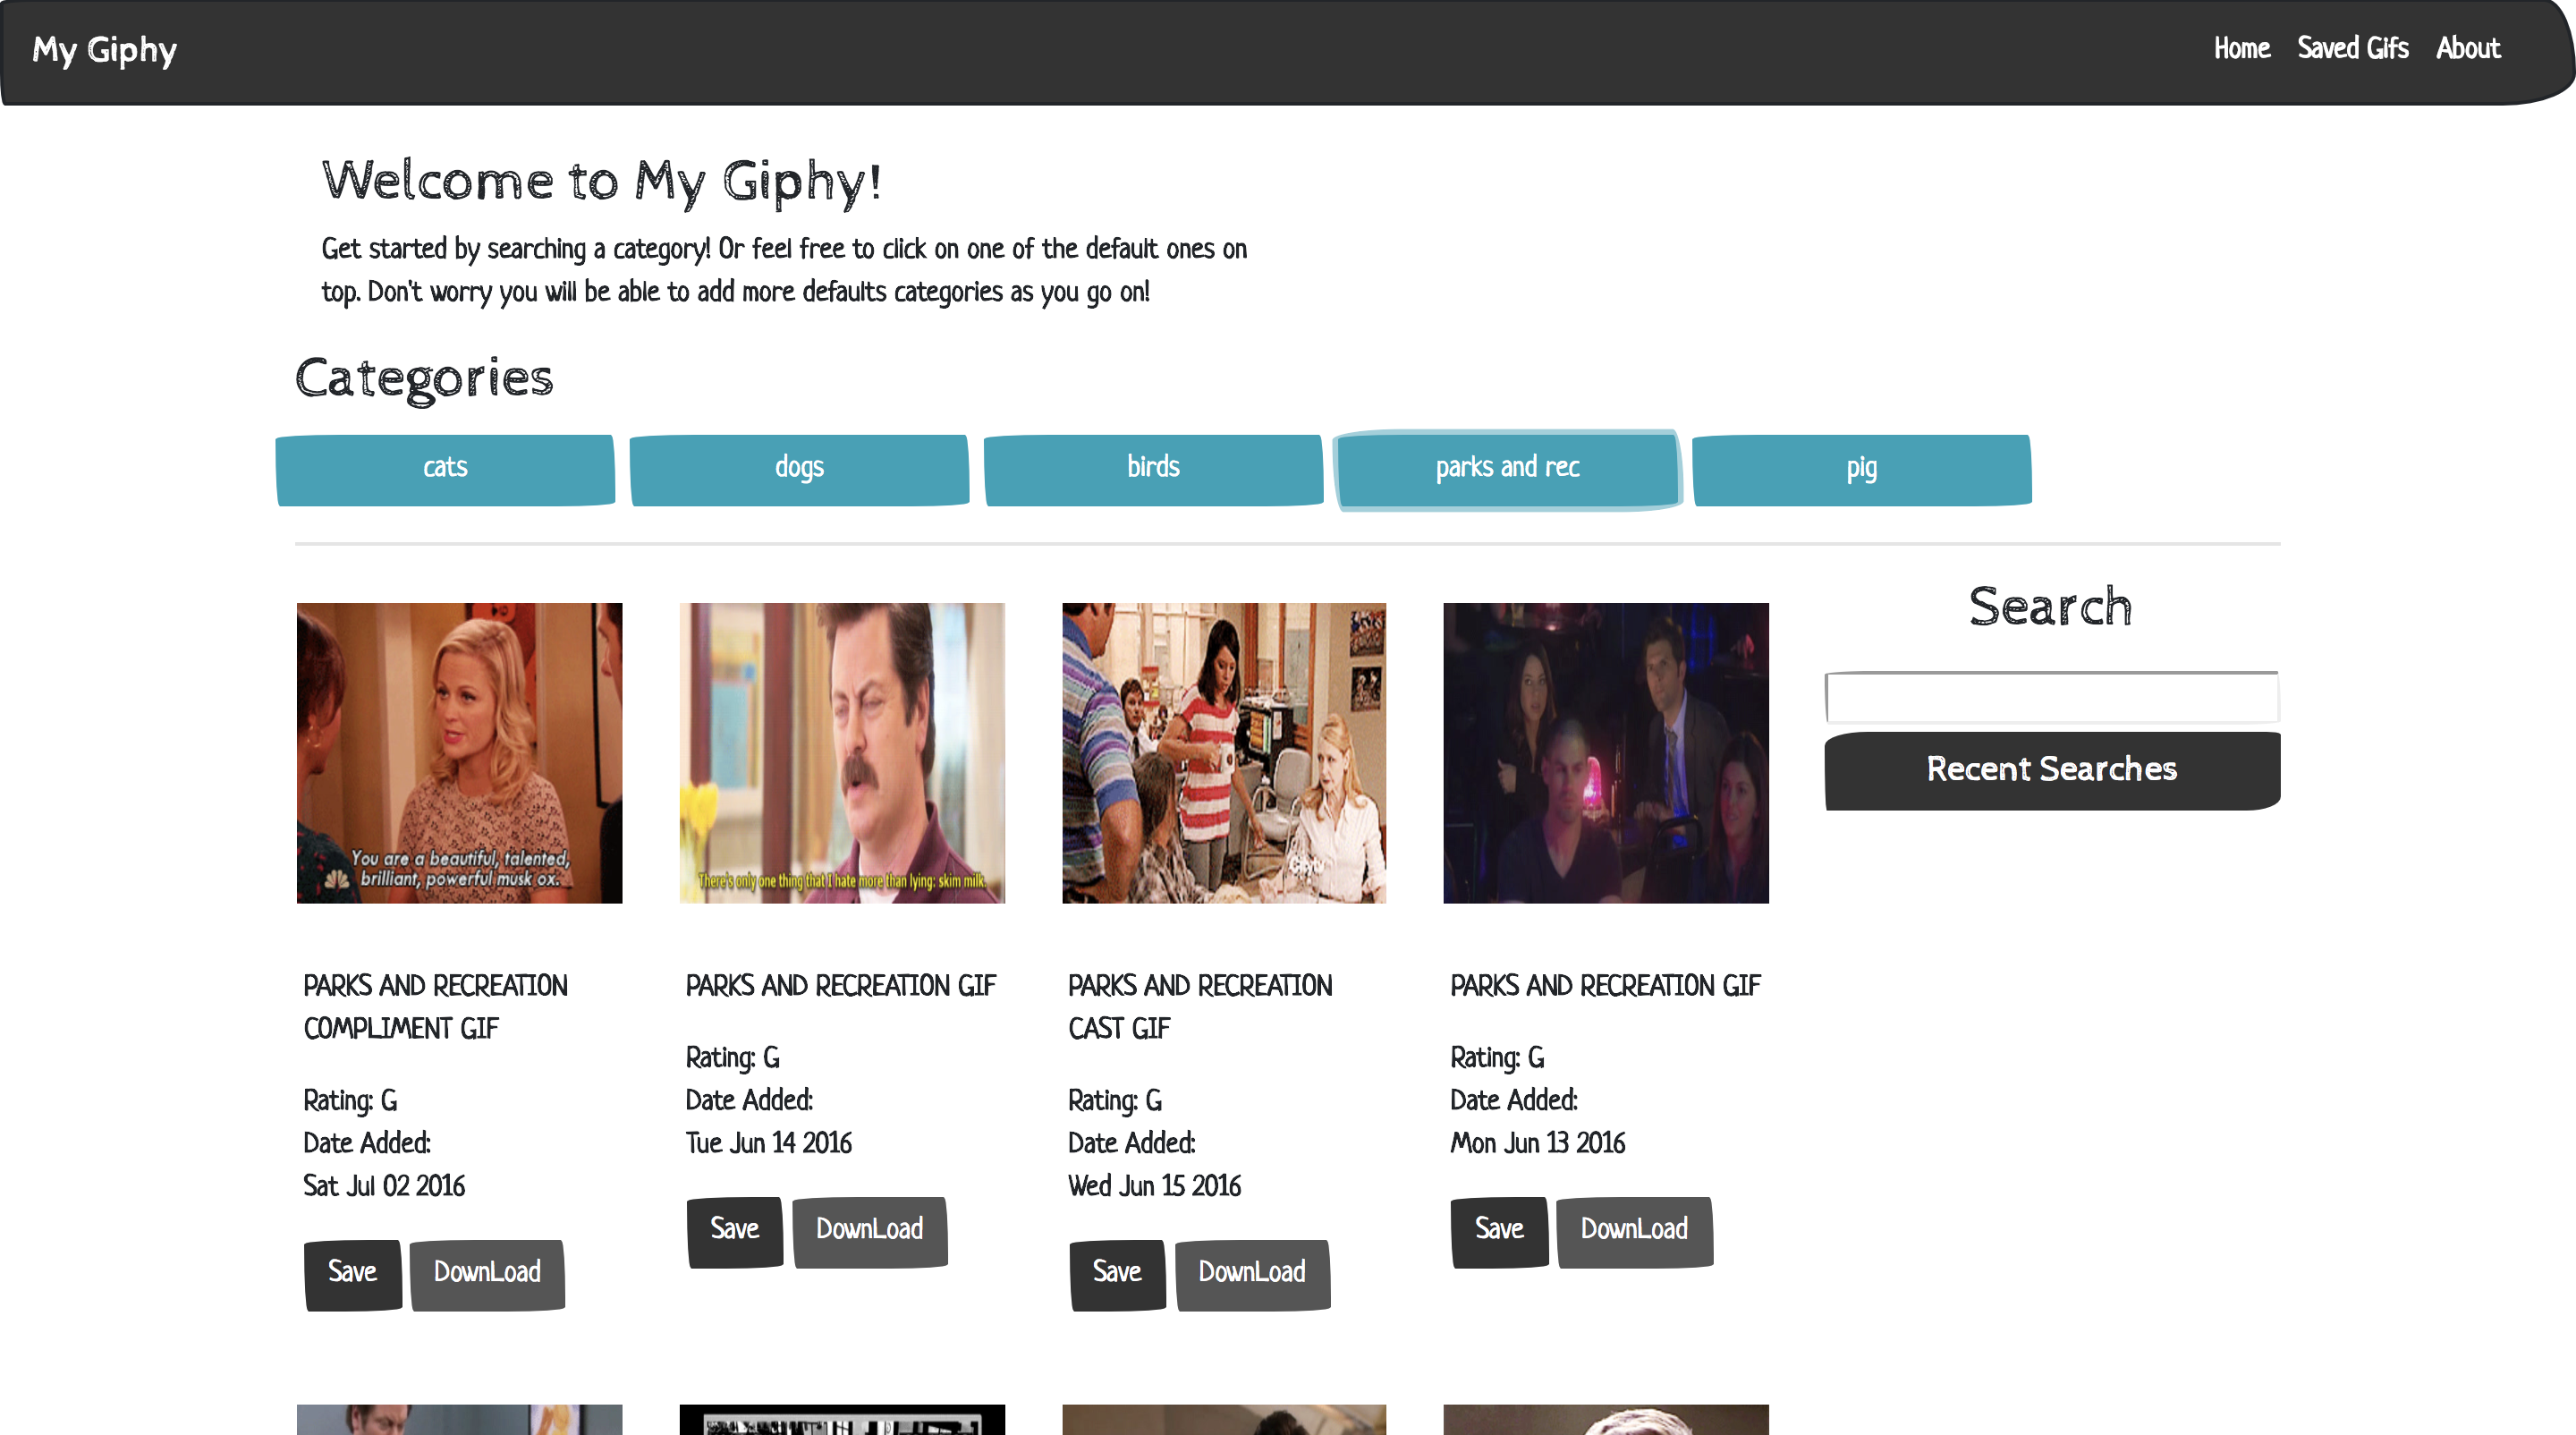 My Giphy
Home Saved Gifs About
Welcome to My Giphy!
Get started by searching a category! Or feel free to click on one of the default ones on
top. Don't worry you will be able to add more defaults categories as you go on!
Categories
cats
dogs
birds
parks and rec
pig
Search
Recent Searches
You are a beautiful, talented,
brilliant, powerful musk ox.
There's only one thing that I hate more than lying: skim milk.
Giphy
PARKS AND RECREATION
COMPLIMENT GIF
Rating: G
Date Added:
Sat Jul 02 2016
Save DownLoad
PARKS AND RECREATION GIF
Rating: G
Date Added:
Tue Jun 14 2016
Save DownLoad
PARKS AND RECREATION
CAST GIF
Rating: G
Date Added:
Wed Jun 15 2016
Save DownLoad
PARKS AND RECREATION GIF
Rating: G
Date Added:
Mon Jun 13 2016
Save DownLoad